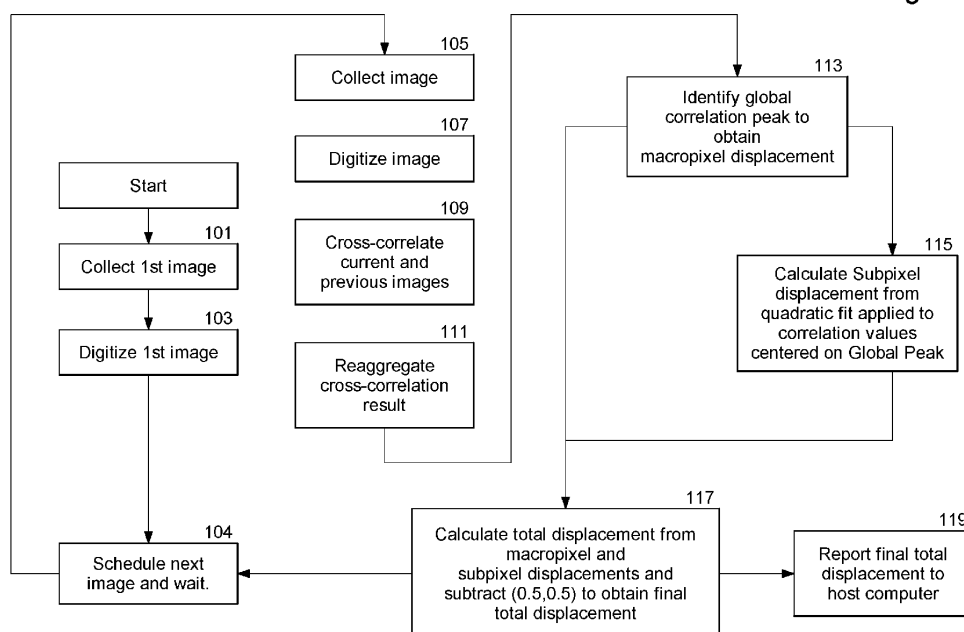 Start
101
Collect 1st image
103
Digitize 1st image
104
Schedule next
image and wait.
105
Collect image
107
Digitize image
109
Cross-correlate
current and
previous images
111
Reaggregate
cross-correlation
result
113
Identify global
correlation peak to
obtain
macropixel displacement
115
Calculate Subpixel
displacement from
quadratic fit applied to
correlation values
centered on Global Peak
117
Calculate total displacement from
macropixel and
subpixel displacements and
subtract (0.5,0.5) to obtain final
total displacement
119
Report final total
displacement to
host computer